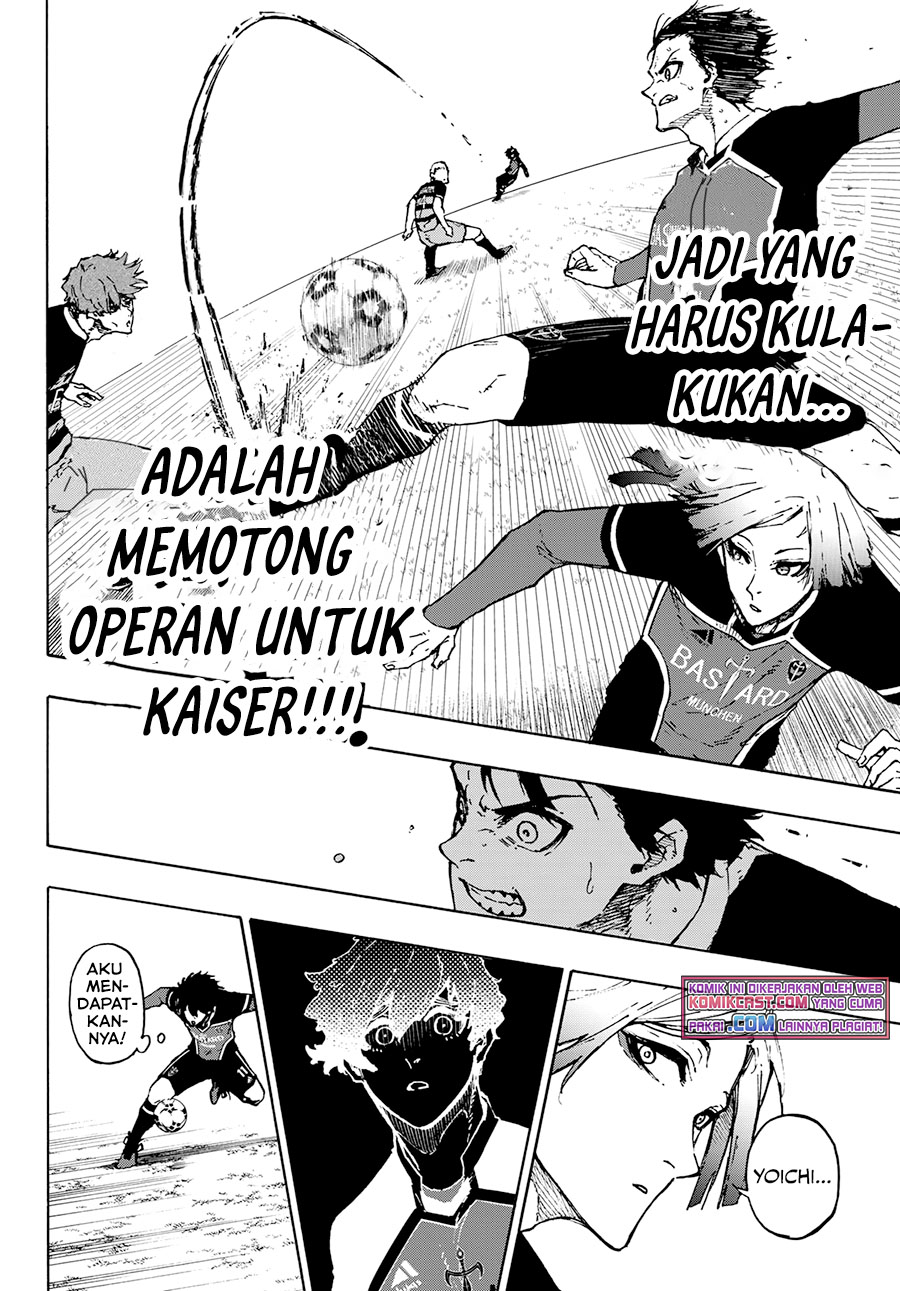 JADI YANG
HARUS KULA-
KUKAN...
ADALAH
MEMOTONG
OPERAN UNTUK
KAISER!!!!
BASTARD
MÜNCHEN
KOMIK INI DIKERJAKAN OLEH WEB
KOMIKCAST.COM YANG CUMA
PAKAI .COM LAINNYA PLAGIAT!
YOICHI...
AKU
MEN-
DAPAT-
KAN-
NYA!